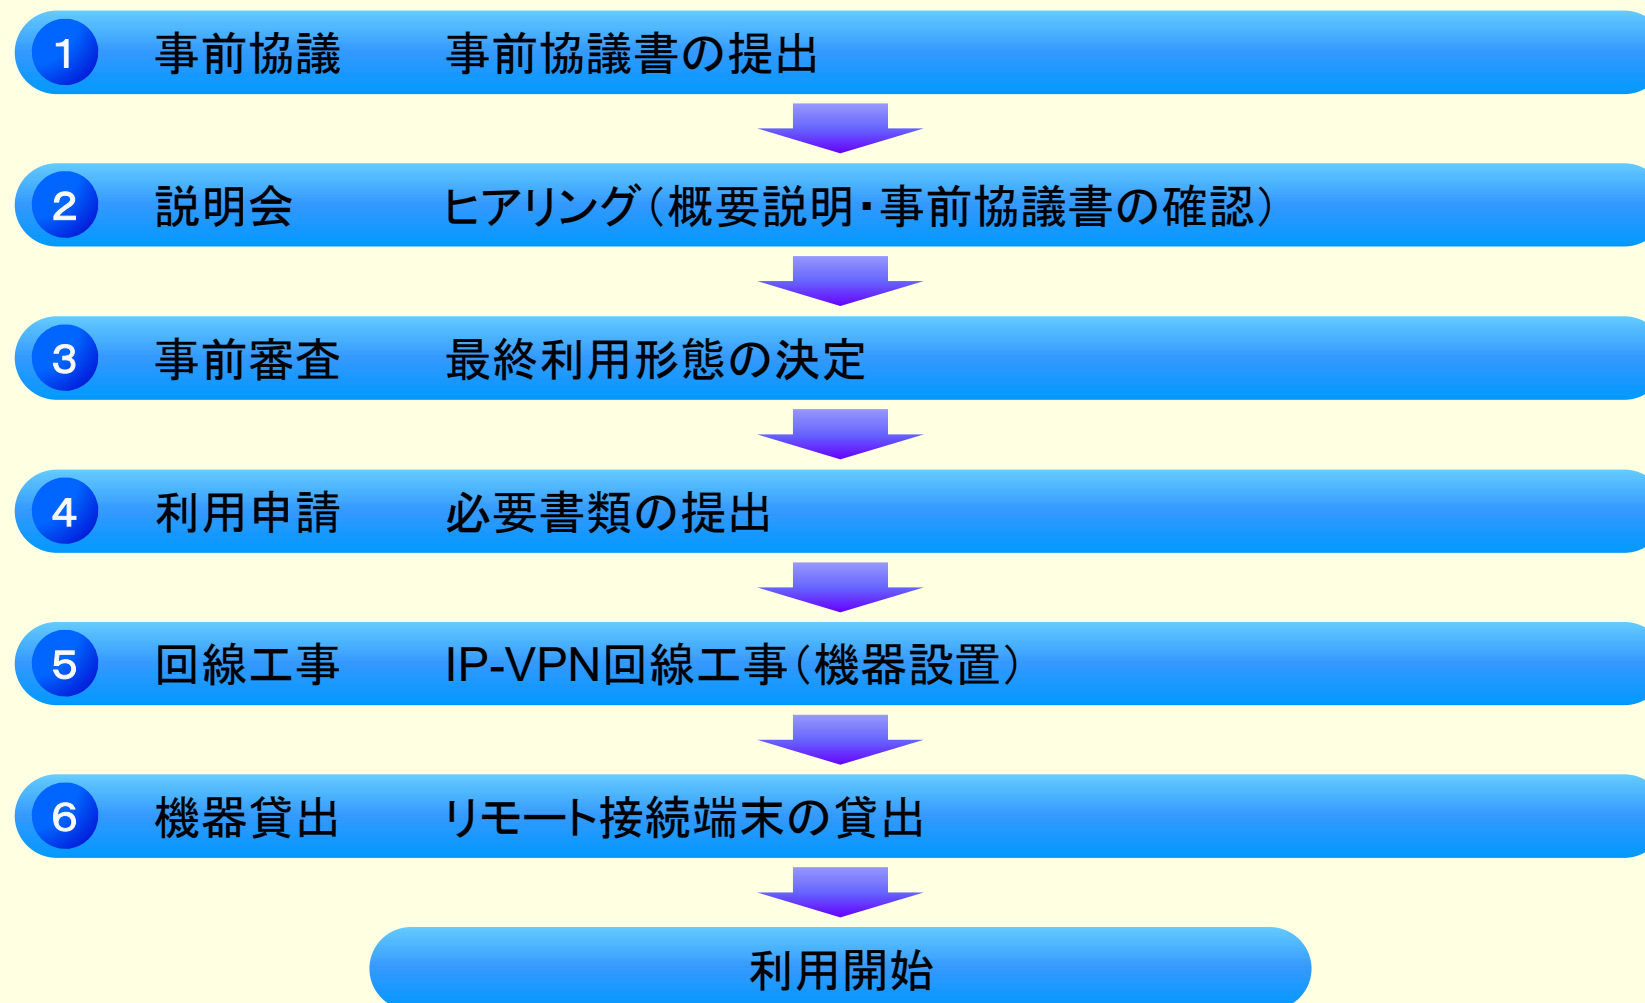 1 事前協議 事前協議書の提出
2 説明会 ヒアリング（概要説明・事前協議書の確認）
3 事前審査 最終利用形態の決定
4 利用申請 必要書類の提出
5 回線工事 IP-VPN回線工事（機器設置）
6 機器貸出 リモート接続端末の貸出
利用開始